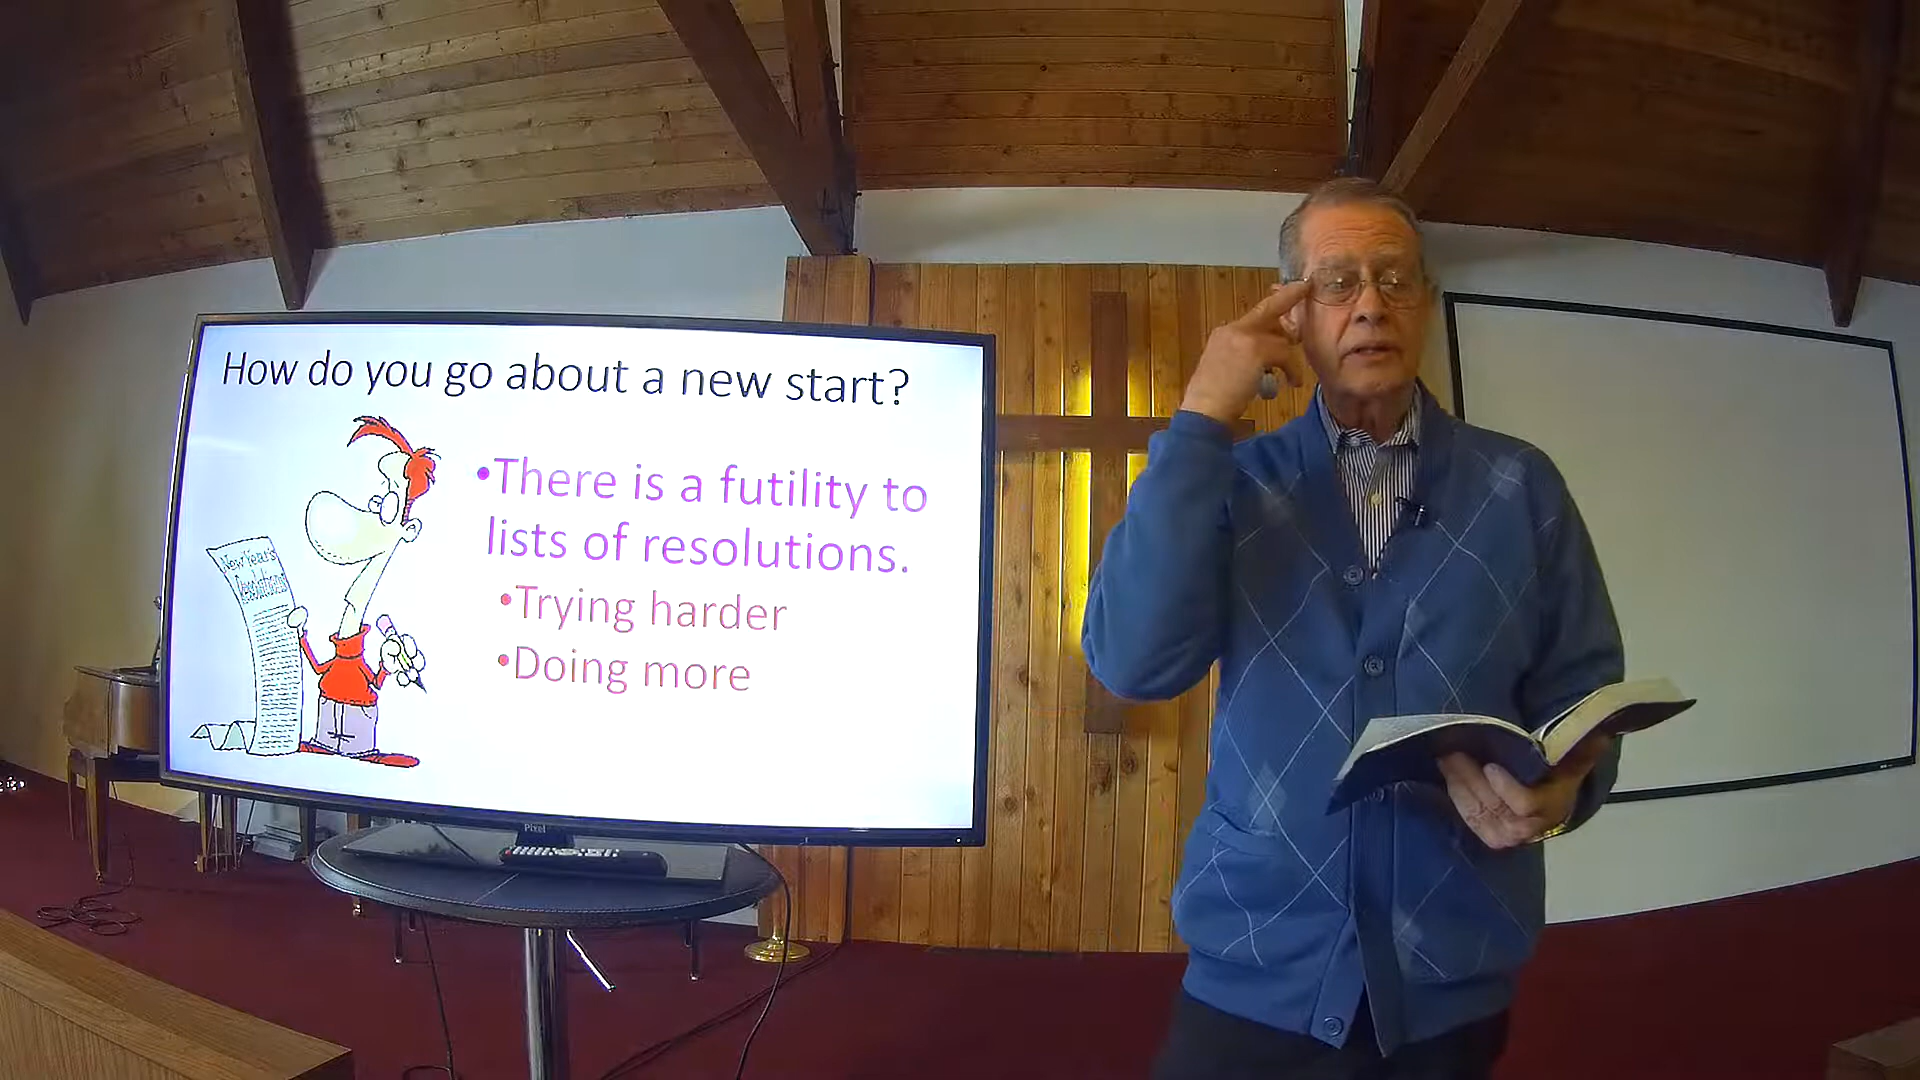 How do you go about a new start?
•There is a futility to
lists of resolutions.
•Trying harder
•Doing more
New Year's
Resolutions
Pixel